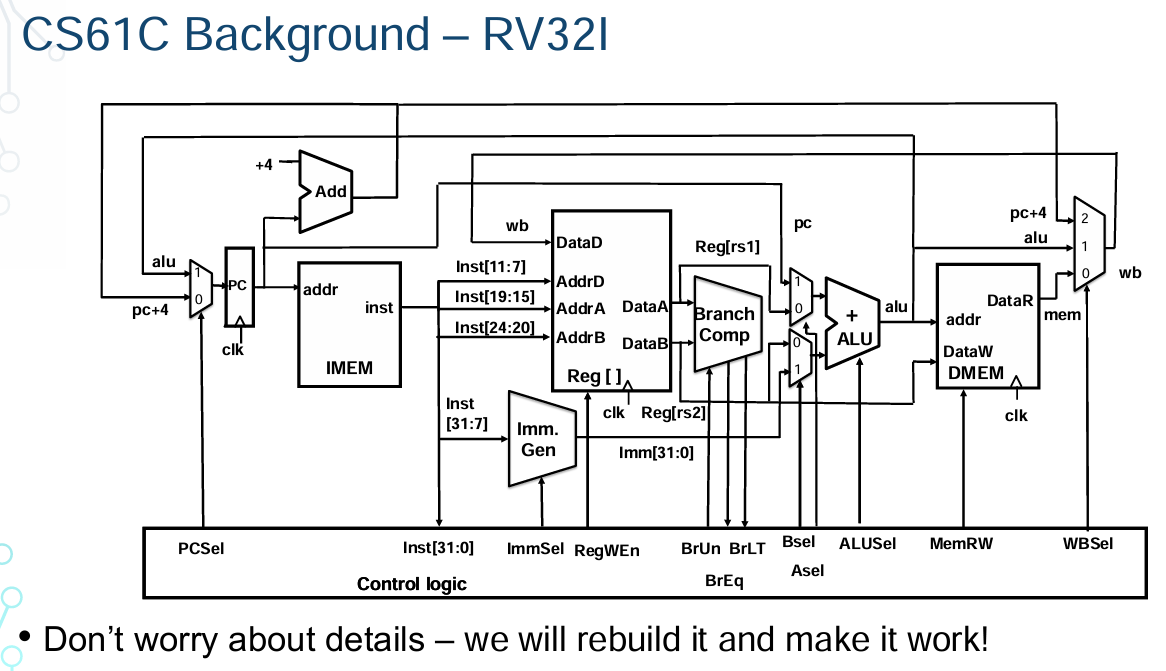 CS61C Background – RV32I
+4
Add
pc
pc+4
2
wb
DataD
Reg[rs1]
alu
1
alu
1
Inst[11:7]
0
wb
PC
addr
AddrD
1
Inst[19:15]
DataR
pc+4
0
inst
AddrA
DataA
0
alu
mem
Branch
Comp
+
ALU
addr
Inst[24:20]
AddrB
DataB
0
clk
DataW
IMEM
Reg [ ]
1
DMEM
Inst
[31:7]
clk
Reg[rs2]
clk
Imm.
Gen
Imm[31:0]
PCSel
Inst[31:0]
ImmSel
RegWEn
BrUn
BrLT
Bsel
ALUSel
MemRW
WBSel
BrEq
Asel
Control logic
• Don't worry about details – we will rebuild it and make it work!